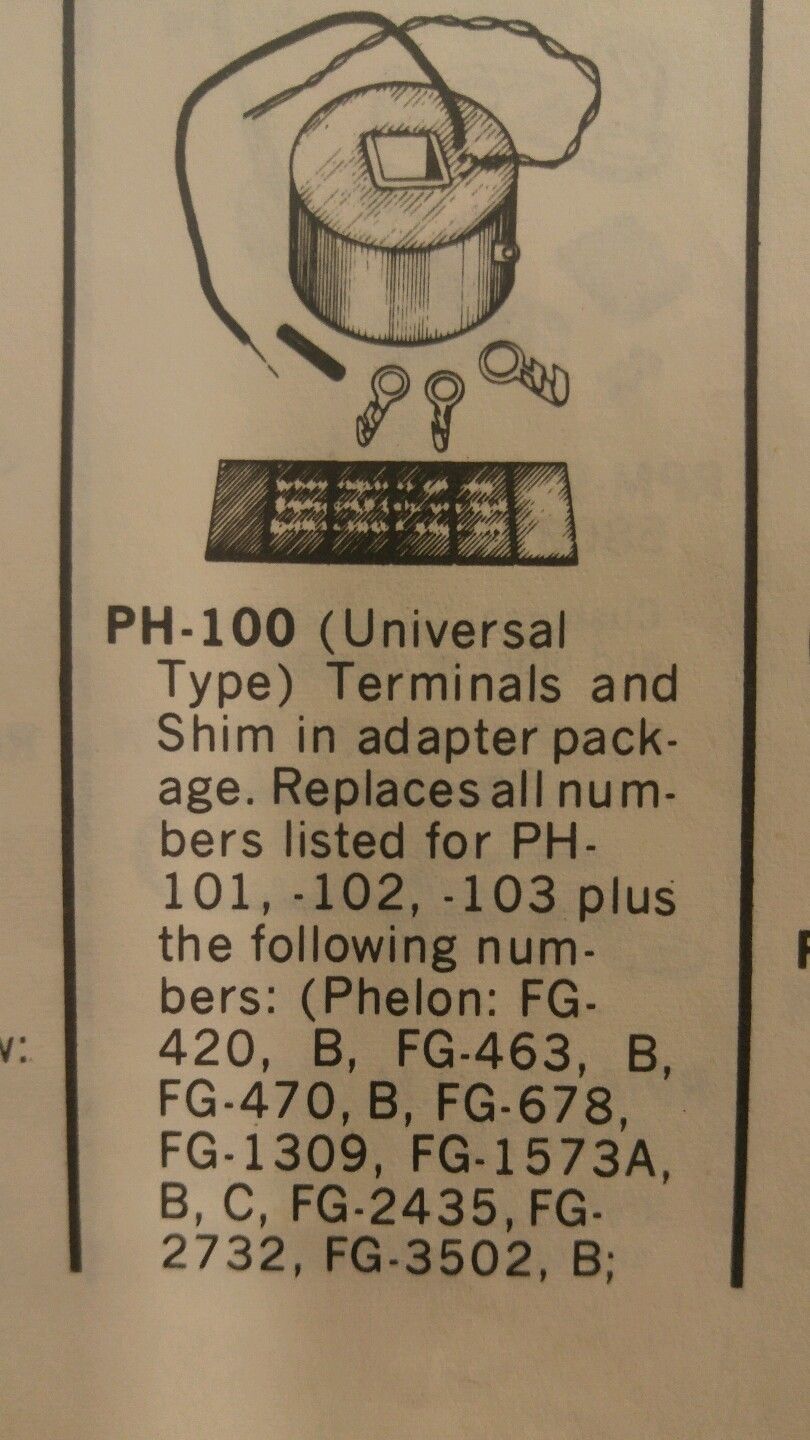 PH-100 (Universal
Type) Terminals and
Shim in adapter pack-
age. Replaces all num-
bers listed for PH-
101, -102, -103 plus
the following num-
bers: (Phelon: FG-
420, B, FG-463, B,
FG-470, B, FG-678,
FG-1309, FG-1573A,
B, C, FG-2435, FG-
2732, FG-3502, B;